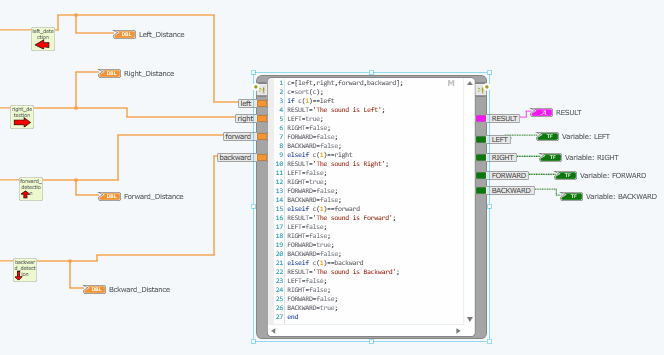 left_dete
ction
DBL
Left_Distance
DBL
Right_Distance
right_de
tection
forward_
detectio
n
DBL
Forward_Distance
backwar
d_detect
ion
DBL
Bckward_Distance
left
right
forward
backward
M
1 c=[left,right,forward,backward];
2 c=sort(c);
3 if c(1)==left
4 RESULT='The sound is Left';
5 LEFT=true;
6 RIGHT=false;
7 FORWARD=false;
8 BACKWARD=false;
9 elseif c(1)==right
10 RESULT='The sound is Right';
11 LEFT=false;
12 RIGHT=true;
13 FORWARD=false;
14 BACKWARD=false;
15 elseif c(1)==forward
16 RESULT='The sound is Forward';
17 LEFT=false;
18 RIGHT=false;
19 FORWARD=true;
20 BACKWARD=false;
21 elseif c(1)==backward
22 RESULT='The sound is Backward';
23 LEFT=false;
24 RIGHT=false;
25 FORWARD=false;
26 BACKWARD=true;
27 end
RESULT
LEFT
RIGHT
FORWARD
BACKWARD
RESULT
TF
Variable: LEFT
TF
Variable: RIGHT
TF
Variable: FORWARD
TF
Variable: BACKWARD